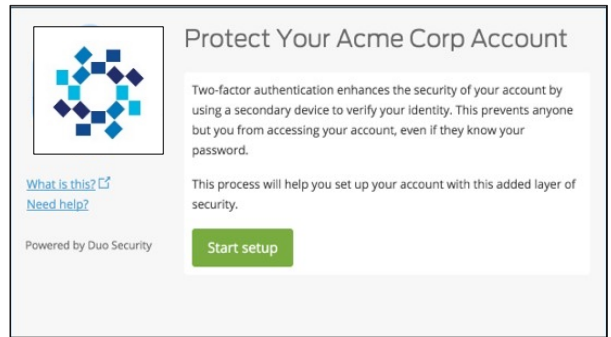 Protect Your Acme Corp Account
Two-factor authentication enhances the security of your account by
using a secondary device to verify your identity. This prevents anyone
but you from accessing your account, even if they know your
password.
This process will help you set up your account with this added layer of
security.
Start setup
What is this?
Need help?
Powered by Duo Security